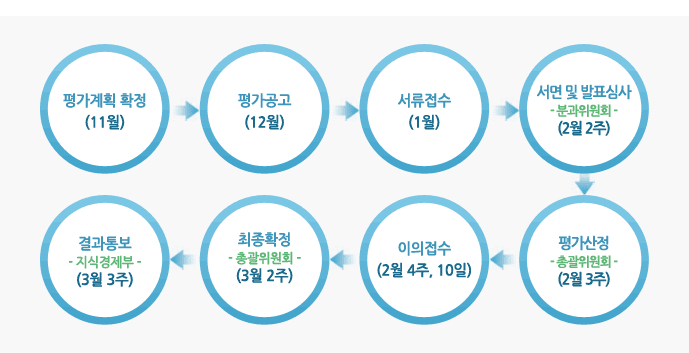 평가계획 확정
(11월)
평가공고
(12월)
서류접수
(1월)
서면 및 발표심사
- 분과위원회 -
(2월 2주)
평가산정
- 총괄위원회 -
(2월 3주)
이의접수
(2월 4주, 10일)
최종확정
- 총괄위원회 -
(3월 2주)
결과통보
- 지식경제부 -
(3월 3주)